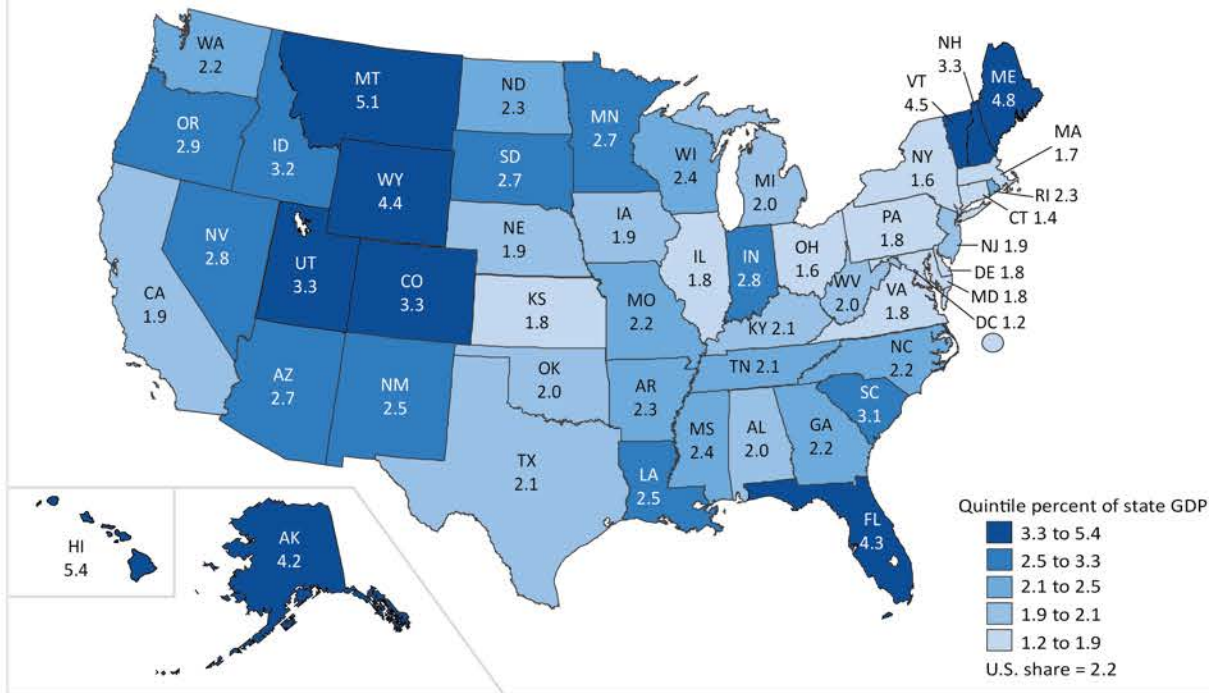 WA
2.2
MT
5.1
ND
2.3
MN
2.7
NH
3.3
VT
4.5
ME
4.8
OR
2.9
ID
3.2
SD
2.7
WI
2.4
MI
2.0
NY
1.6
MA
1.7
WY
4.4
RI 2.3
CT 1.4
NE
1.9
IA
1.9
PA
1.8
NJ 1.9
NV
2.8
UT
3.3
CO
3.3
IL
1.8
IN
2.8
OH
1.6
DE 1.8
MD 1.8
DC 1.2
WV
2.0
VA
1.8
CA
1.9
KS
1.8
MO
2.2
KY 2.1
NC
2.2
TN 2.1
AZ
2.7
NM
2.5
OK
2.0
AR
2.3
SC
3.1
MS
2.4
AL
2.0
GA
2.2
TX
2.1
LA
2.5
FL
4.3
HI
5.4
AK
4.2
Quintile percent of state GDP
3.3 to 5.4
2.5 to 3.3
2.1 to 2.5
1.9 to 2.1
1.2 to 1.9
U.S. share = 2.2